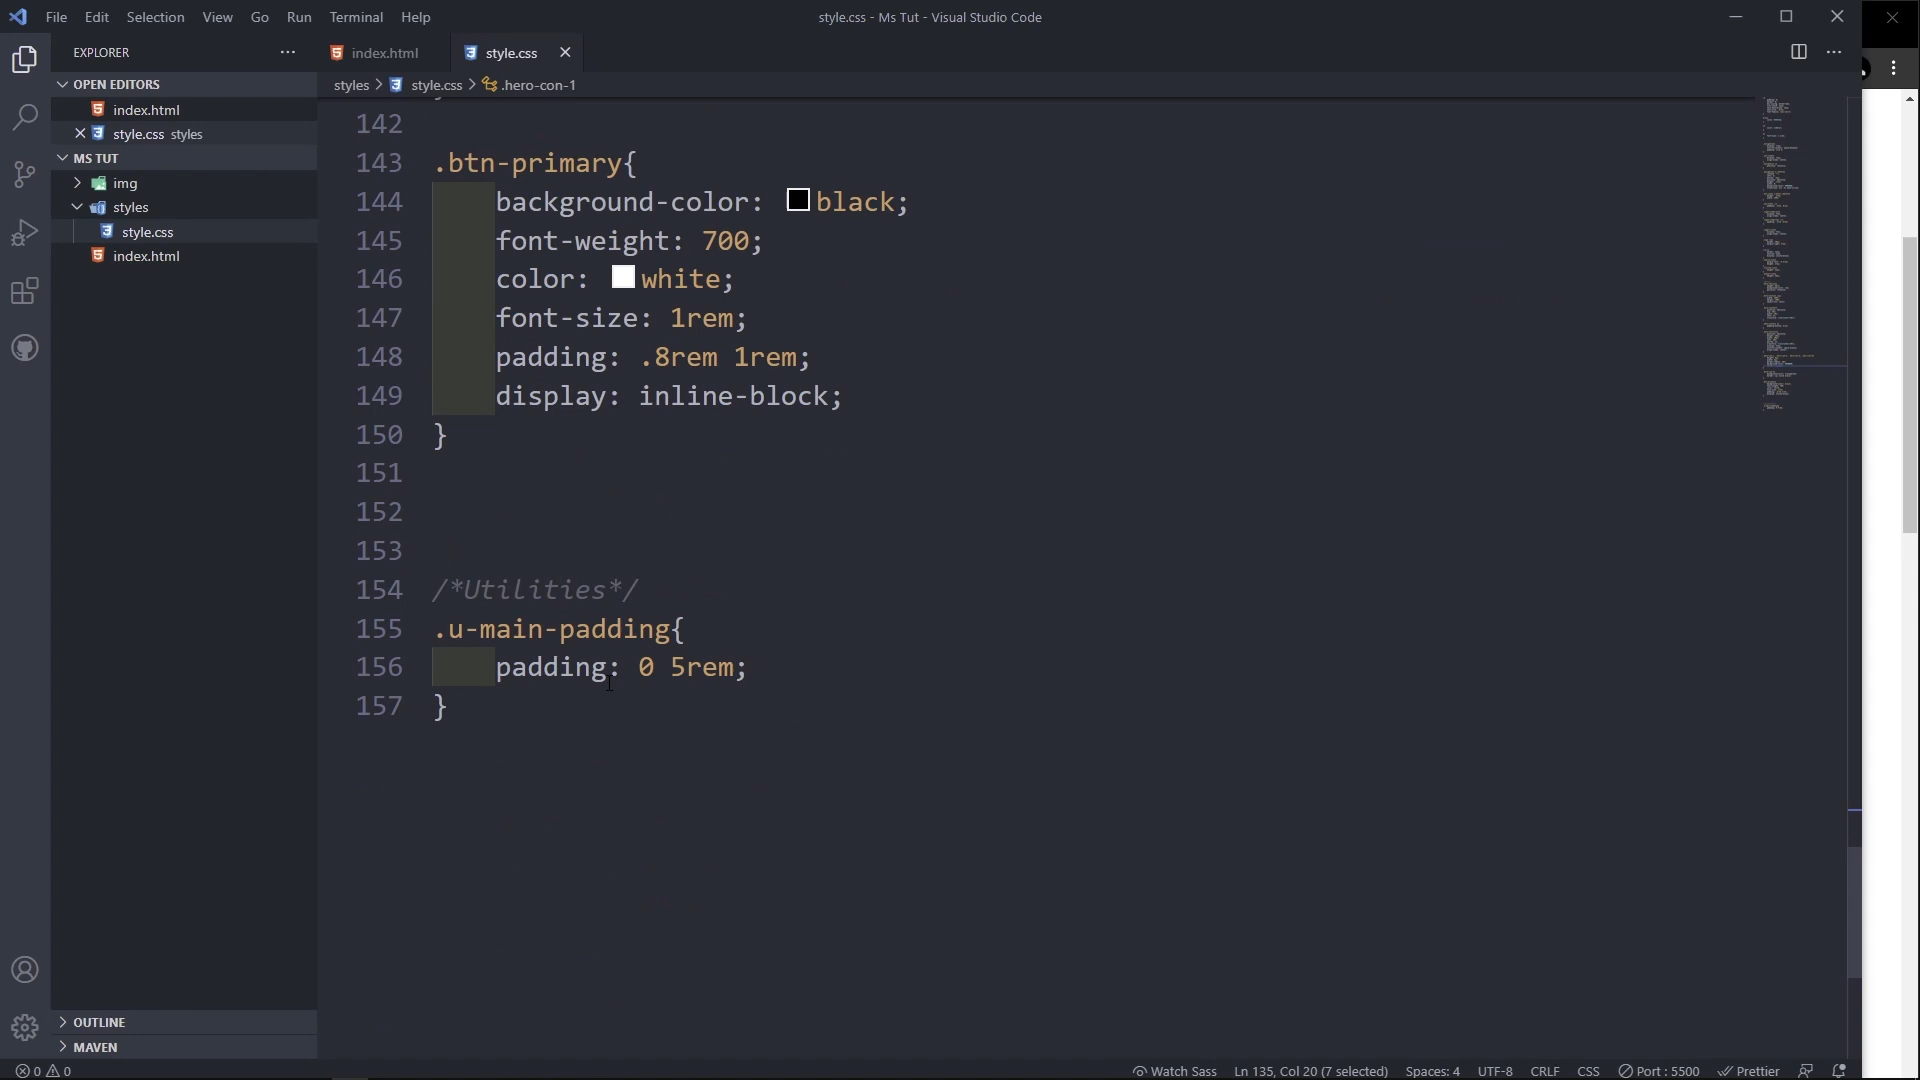 File Edit Selection View Go Run Terminal Help
style.css - Ms Tut - Visual Studio Code
EXPLORER
index.html
style.css
OPEN EDITORS
index.html
style.css styles
MS TUT
img
styles
style.css
index.html
OUTLINE
MAVEN
styles > style.css > .hero-con-1
142
143 .btn-primary{
144 background-color: black;
145 font-weight: 700;
146 color: white;
147 font-size: 1rem;
148 padding: .8rem 1rem;
149 display: inline-block;
150 }
151
152
153
154 /*Utilities*/
155 .u-main-padding{
156 padding: 0 5rem;
157 }
0 0
Watch Sass Ln 135, Col 20 (7 selected) Spaces: 4 UTF-8 CRLF CSS Port : 5500 Prettier